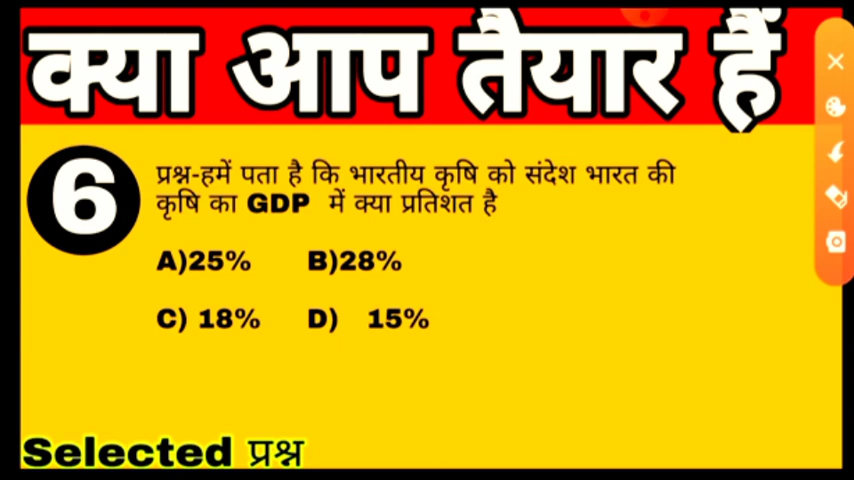 क्या आप तैयार हैं
6
प्रश्न-हमें पता है कि भारतीय कृषि को संदेश भारत की
कृषि का GDP में क्या प्रतिशत है
A)25% B)28%
C) 18% D) 15%
Selected प्रश्न